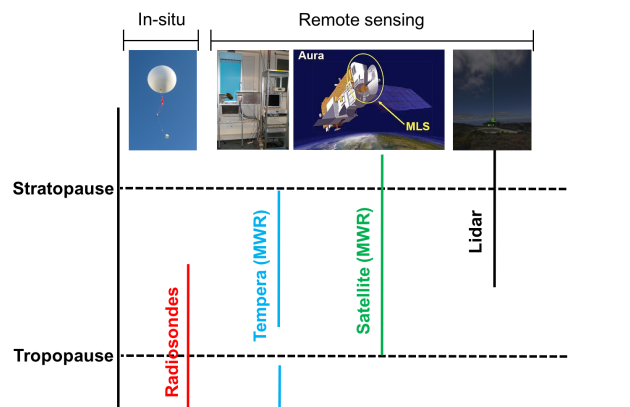 In-situ
Remote sensing
Aura
MLS
Stratopause
Tropopause
Radiosondes
Tempera (MWR)
Satellite (MWR)
Lidar